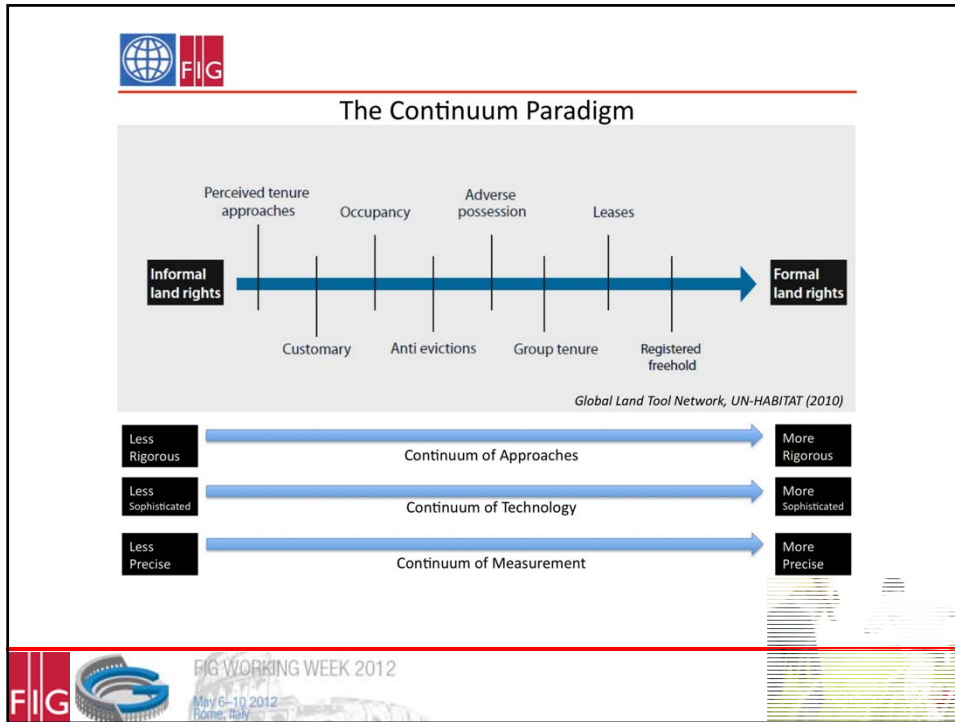 FIG
The Continuum Paradigm
Perceived tenure
approaches
Occupancy
Adverse
possession
Leases
Informal
land rights
Formal
land rights
Customary
Anti evictions
Group tenure
Registered
freehold
Global Land Tool Network, UN-HABITAT (2010)
Less
Rigorous
Continuum of Approaches
More
Rigorous
Less
Sophisticated
Continuum of Technology
More
Sophisticated
Less
Precise
Continuum of Measurement
More
Precise
FIG
FIG WORKING WEEK 2012
May 6–10 2012
Rome, Italy